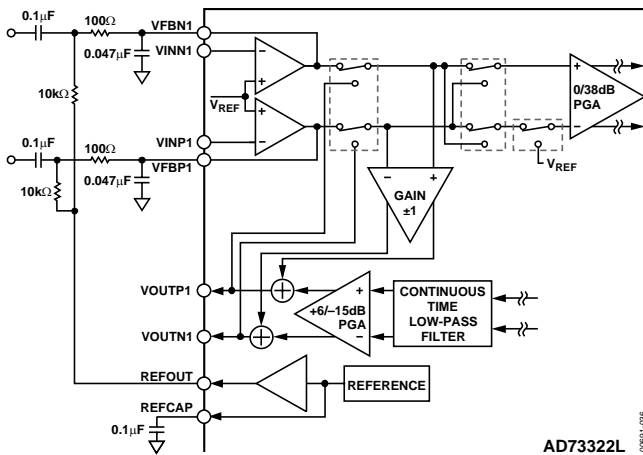 0.1µF
100Ω
VFBN1
VINN1
0.047µF
10kΩ
VREF
0.1µF
100Ω
VINP1
VFBP1
0.047µF
10kΩ
0/38dB
PGA
VREF
GAIN
±1
VOUTP1
VOUTN1
+6/–15dB
PGA
CONTINUOUS
TIME
LOW-PASS
FILTER
REFOUT
REFERENCE
REFCAP
0.1µF
AD73322L